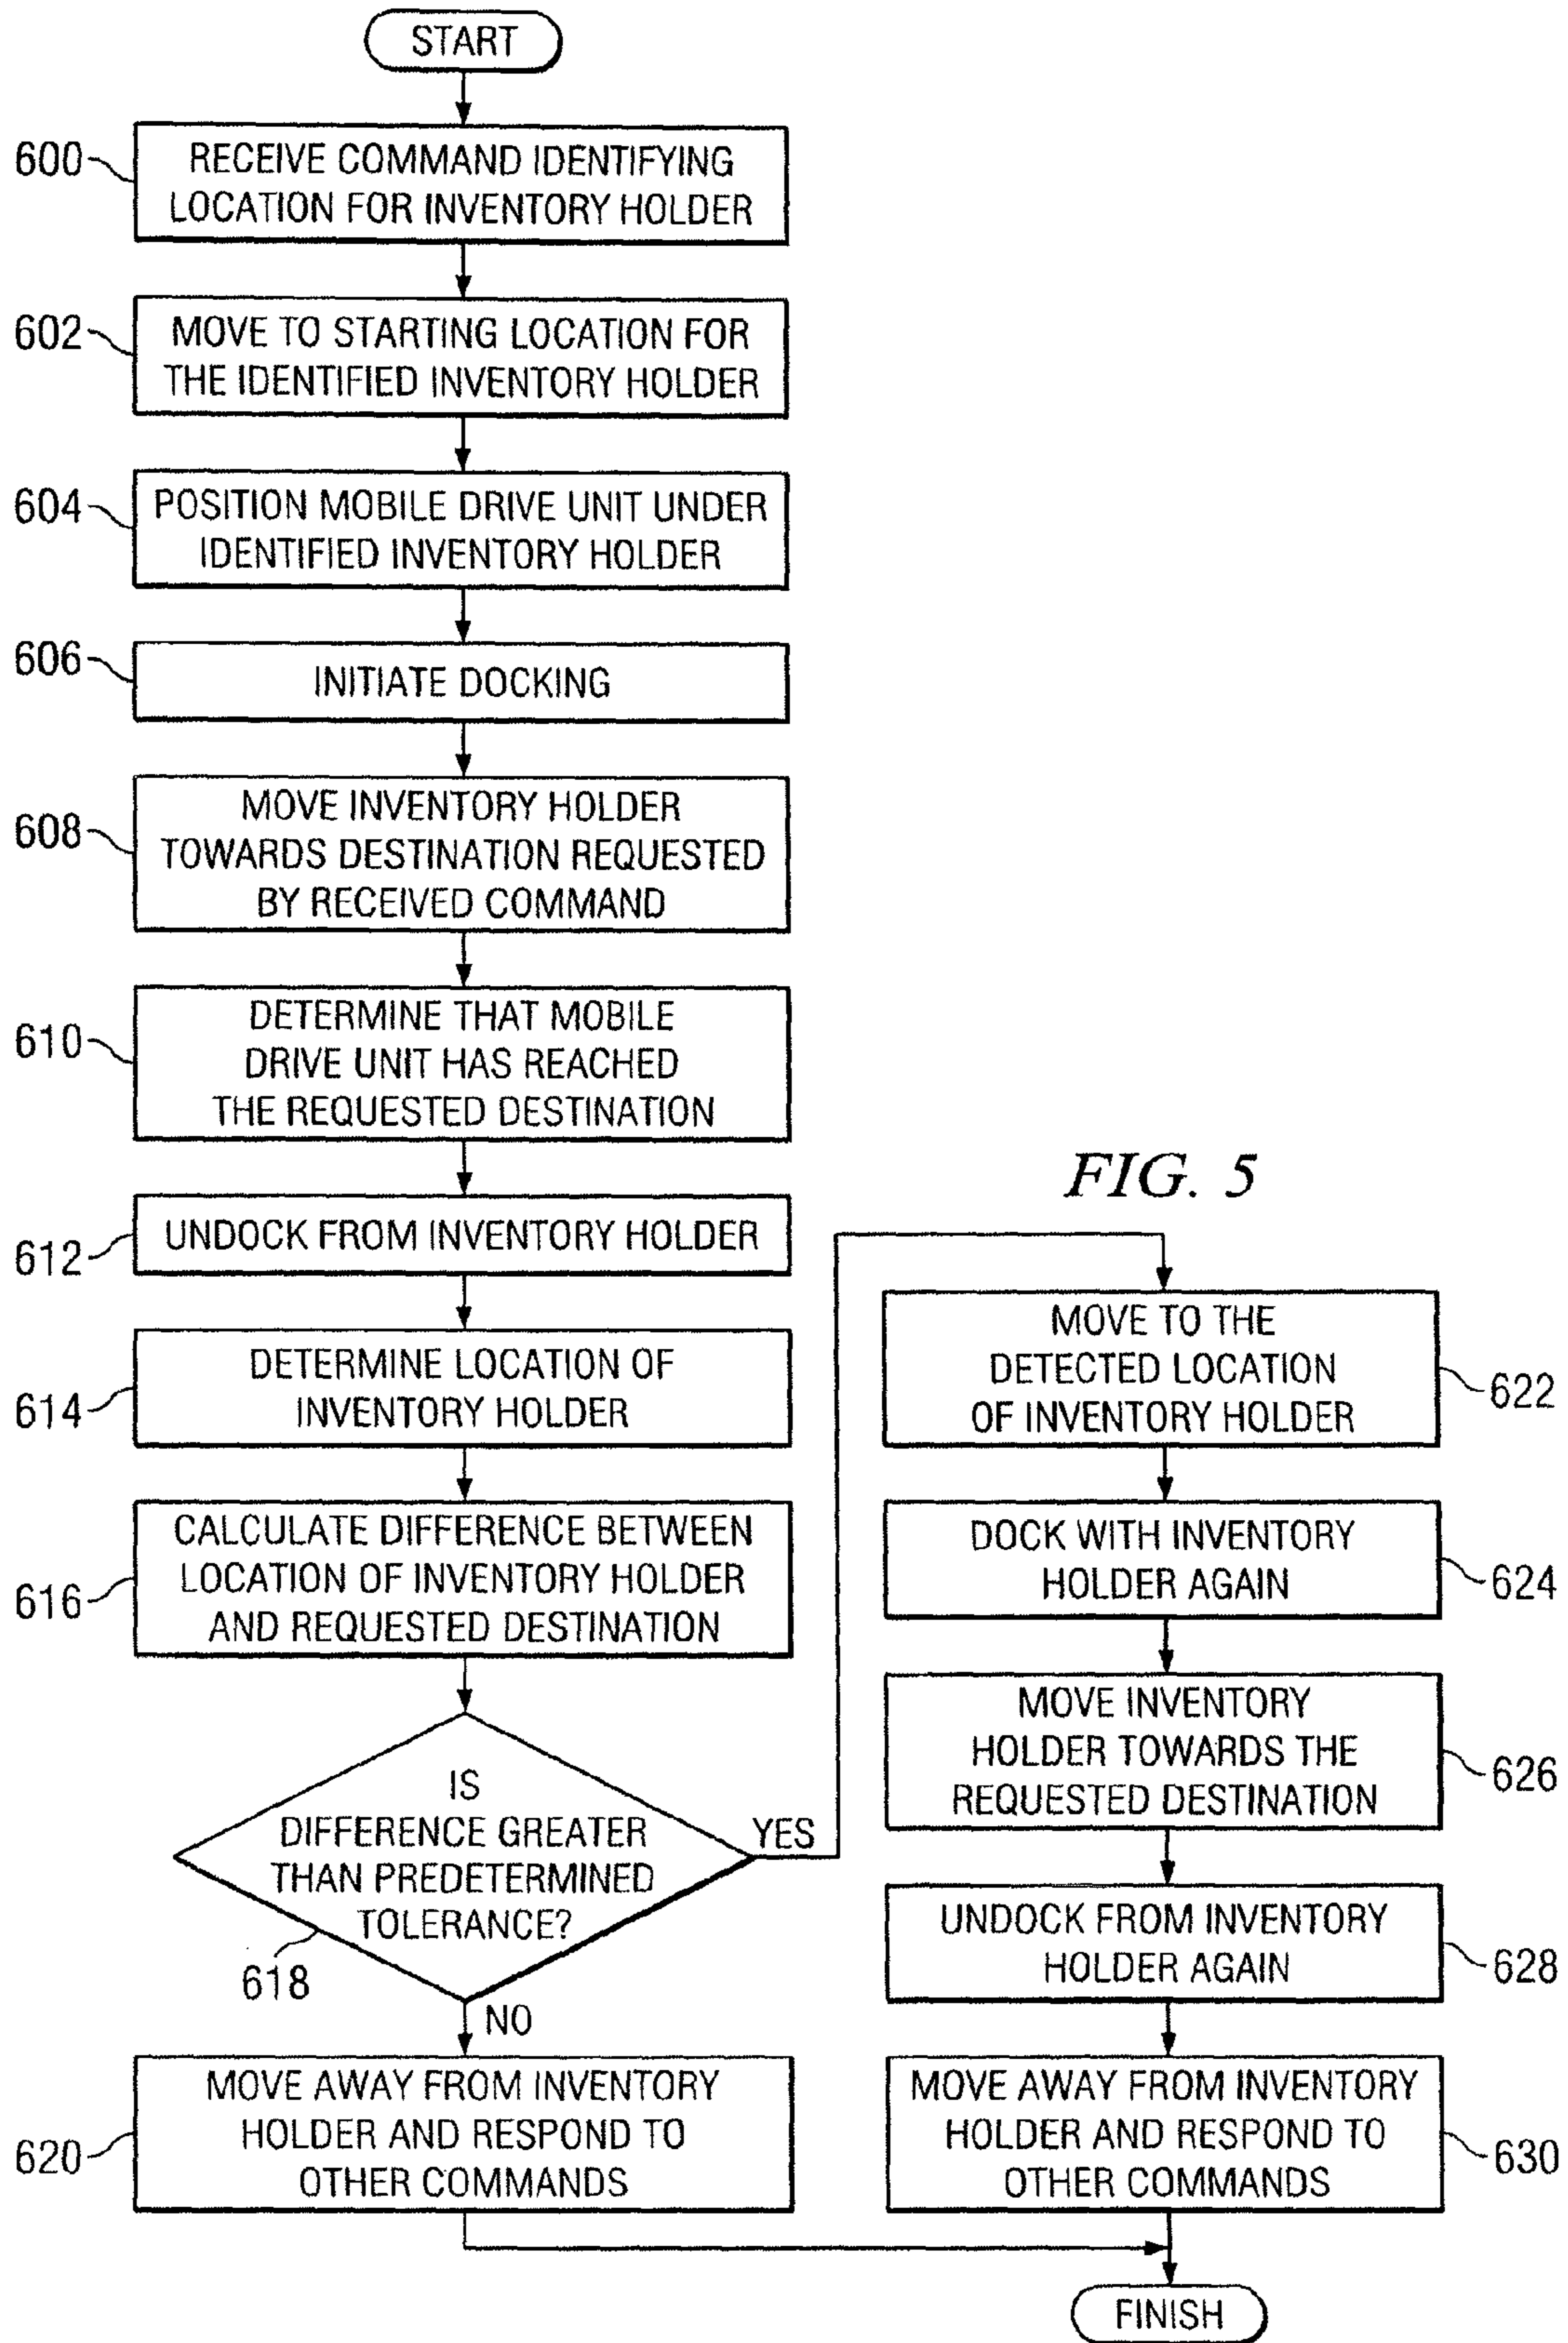 START
600
RECEIVE COMMAND IDENTIFYING
LOCATION FOR INVENTORY HOLDER
602
MOVE TO STARTING LOCATION FOR
THE IDENTIFIED INVENTORY HOLDER
604
POSITION MOBILE DRIVE UNIT UNDER
IDENTIFIED INVENTORY HOLDER
606
INITIATE DOCKING
608
MOVE INVENTORY HOLDER
TOWARDS DESTINATION REQUESTED
BY RECEIVED COMMAND
610
DETERMINE THAT MOBILE
DRIVE UNIT HAS REACHED
THE REQUESTED DESTINATION
612
UNDOCK FROM INVENTORY HOLDER
614
DETERMINE LOCATION OF
INVENTORY HOLDER
616
CALCULATE DIFFERENCE BETWEEN
LOCATION OF INVENTORY HOLDER
AND REQUESTED DESTINATION
IS
DIFFERENCE GREATER
THAN PREDETERMINED
TOLERANCE?
618
YES
NO
620
MOVE AWAY FROM INVENTORY
HOLDER AND RESPOND TO
OTHER COMMANDS
FIG. 5
MOVE TO THE
DETECTED LOCATION
OF INVENTORY HOLDER
622
DOCK WITH INVENTORY
HOLDER AGAIN
624
MOVE INVENTORY
HOLDER TOWARDS THE
REQUESTED DESTINATION
626
UNDOCK FROM INVENTORY
HOLDER AGAIN
628
MOVE AWAY FROM INVENTORY
HOLDER AND RESPOND TO
OTHER COMMANDS
630
FINISH